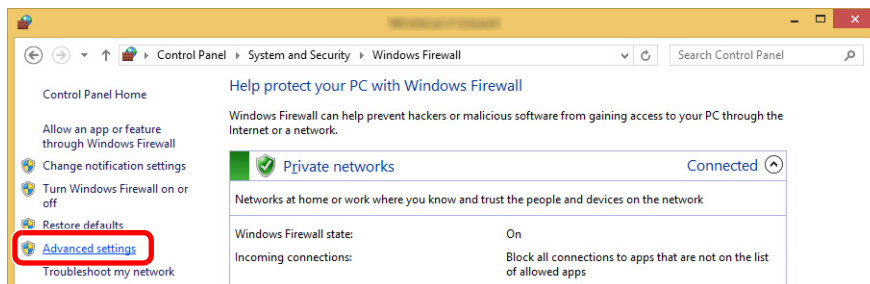 Control Panel ▸ System and Security ▸ Windows Firewall
Search Control Panel
Control Panel Home
Allow an app or feature
through Windows Firewall
Change notification settings
Turn Windows Firewall on or
off
Restore defaults
Advanced settings
Troubleshoot my network
Help protect your PC with Windows Firewall
Windows Firewall can help prevent hackers or malicious software from gaining access to your PC through the
Internet or a network.
Private networks
Connected
Networks at home or work where you know and trust the people and devices on the network
Windows Firewall state:
On
Incoming connections:
Block all connections to apps that are not on the list
of allowed apps